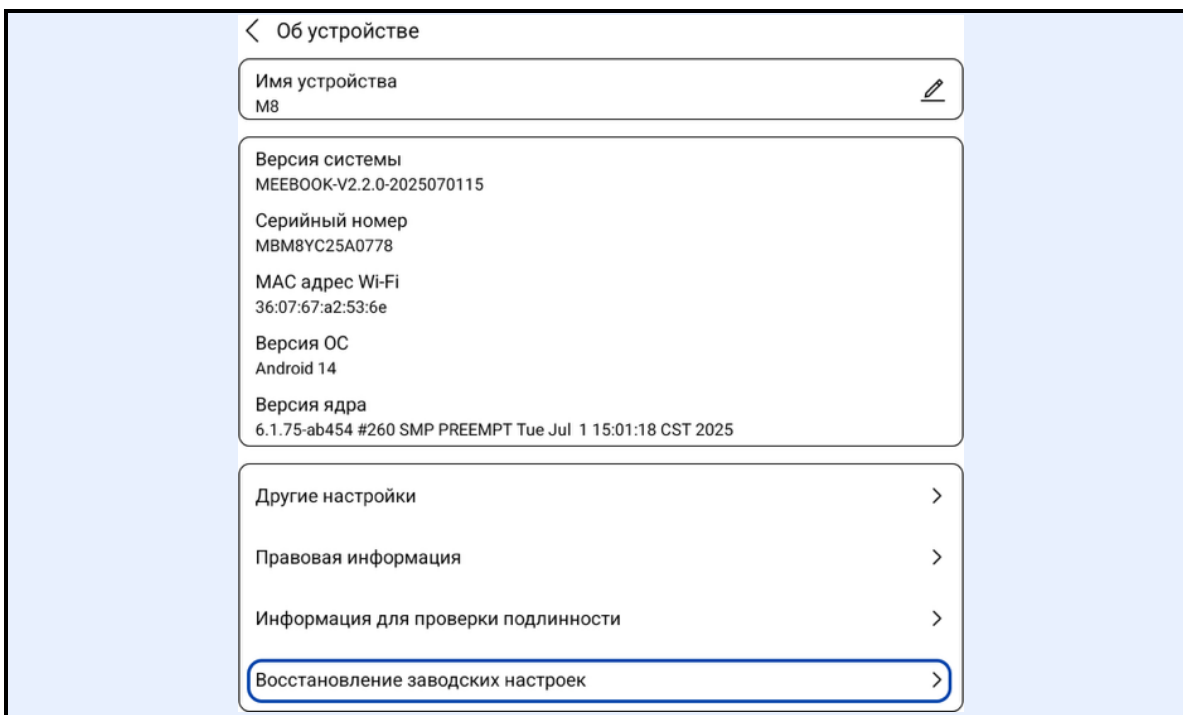 Об устройстве
Имя устройства
M8
Версия системы
MEEBOOK-V2.2.0-2025070115
Серийный номер
MBM8YC25A0778
МАС адрес Wi-Fi
36:07:67:a2:53:6e
Версия ОС
Android 14
Версия ядра
6.1.75-ab454 #260 SMP PREEMPT Tue Jul 1 15:01:18 CST 2025
Другие настройки
Правовая информация
Информация для проверки подлинности
Восстановление заводских настроек